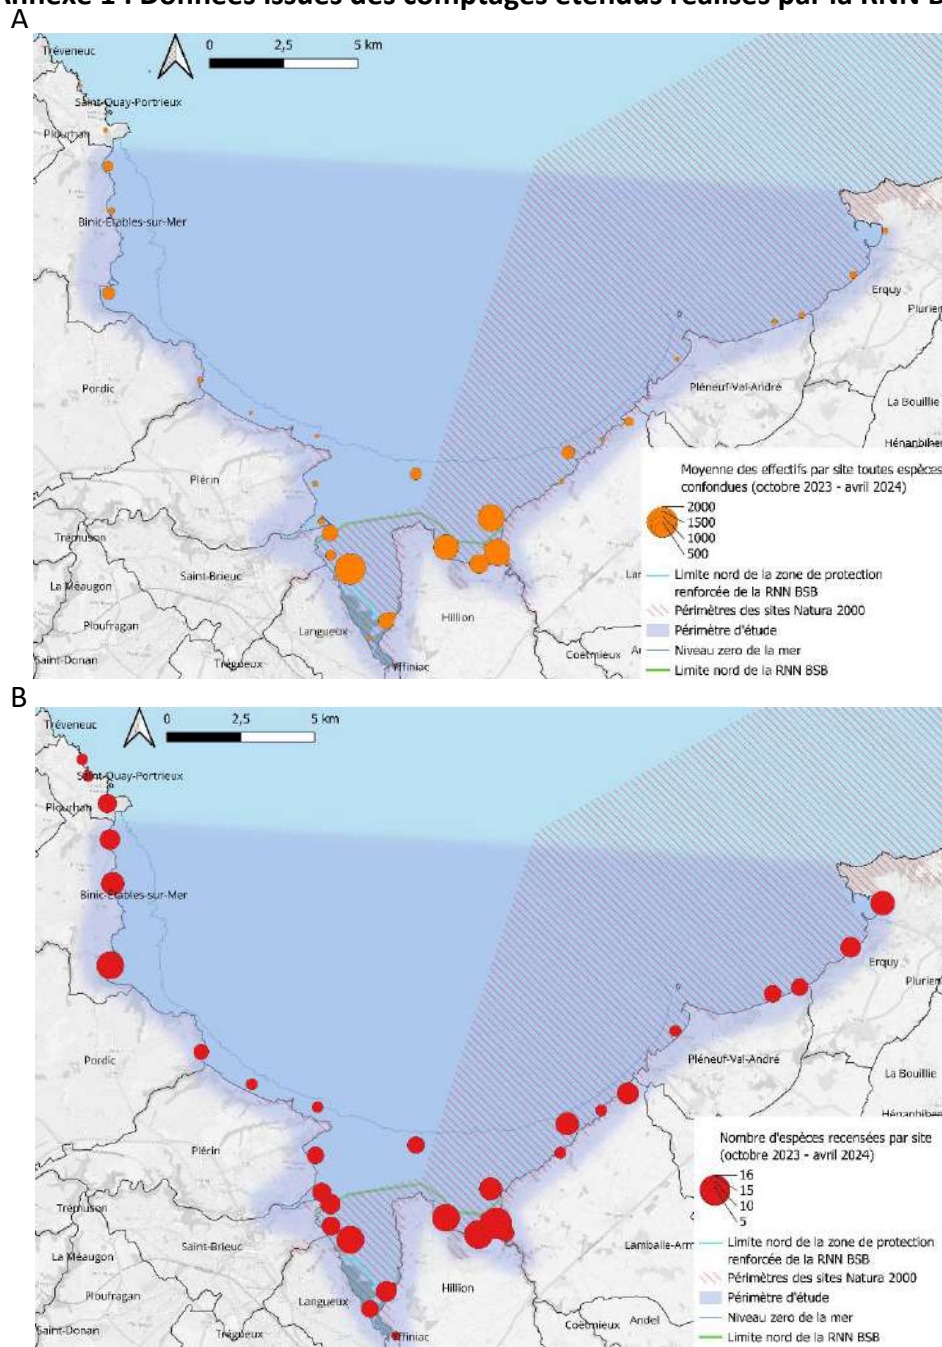 Annexe 1 : Données issues des comptages étendus réalisés par la RNN B
A
0 2,5 5 km
Tréveneuc
Saint-Quay-Portrieux
Plourhan
Binic-Etables-sur-Mer
Erquy
Plurien
Pordic
Pléneuf-Val-André
La Bouillie
Hénanbihen
Plérin
Moyenne des effectifs par site toutes espèces
confondues (octobre 2023 - avril 2024)
2000
1500
1000
500
Trémuson
Saint-Brieuc
La Méaugon
Lar
Limite nord de la zone de protection
renforcée de la RNN BSB
Périmètres des sites Natura 2000
Ploufragan
Langueux
Hillion
Périmètre d'étude
Saint-Donan
Trégueux
Yffiniac
Coëtmieux
Niveau zero de la mer
Limite nord de la RNN BSB
B
0 2,5 5 km
Tréveneuc
Saint-Quay-Portrieux
Plourhan
Binic-Etables-sur-Mer
Erquy
Plurien
Pordic
Pléneuf-Val-André
La Bouillie
Hénanbihen
Plérin
Nombre d'espèces recensées par site
(octobre 2023 - avril 2024)
16
15
10
5
Trémuson
Saint-Brieuc
Lamballe-Arm
La Méaugon
Limite nord de la zone de protection
renforcée de la RNN BSB
Périmètres des sites Natura 2000
Ploufragan
Langueux
Hillion
Périmètre d'étude
Saint-Donan
Trégueux
Yffiniac
Coëtmieux
Andel
Niveau zero de la mer
Limite nord de la RNN BSB